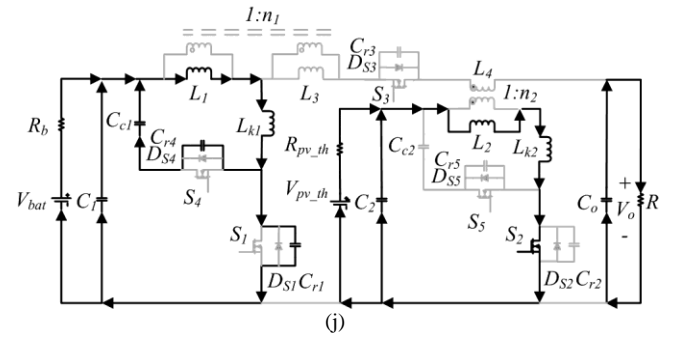 1:n1
Cr3
DS3
S3
L4
1:n2
L1
L3
Rb
Cc1
Lk1
Cr4
DS4
S4
Rpv_th
Cc2
L2
Lk2
Cr5
DS5
S5
Vbat
C1
Vpv_th
C2
S1
S2
Co
+
Vo
-
R
DS1 Cr1
DS2 Cr2
(j)